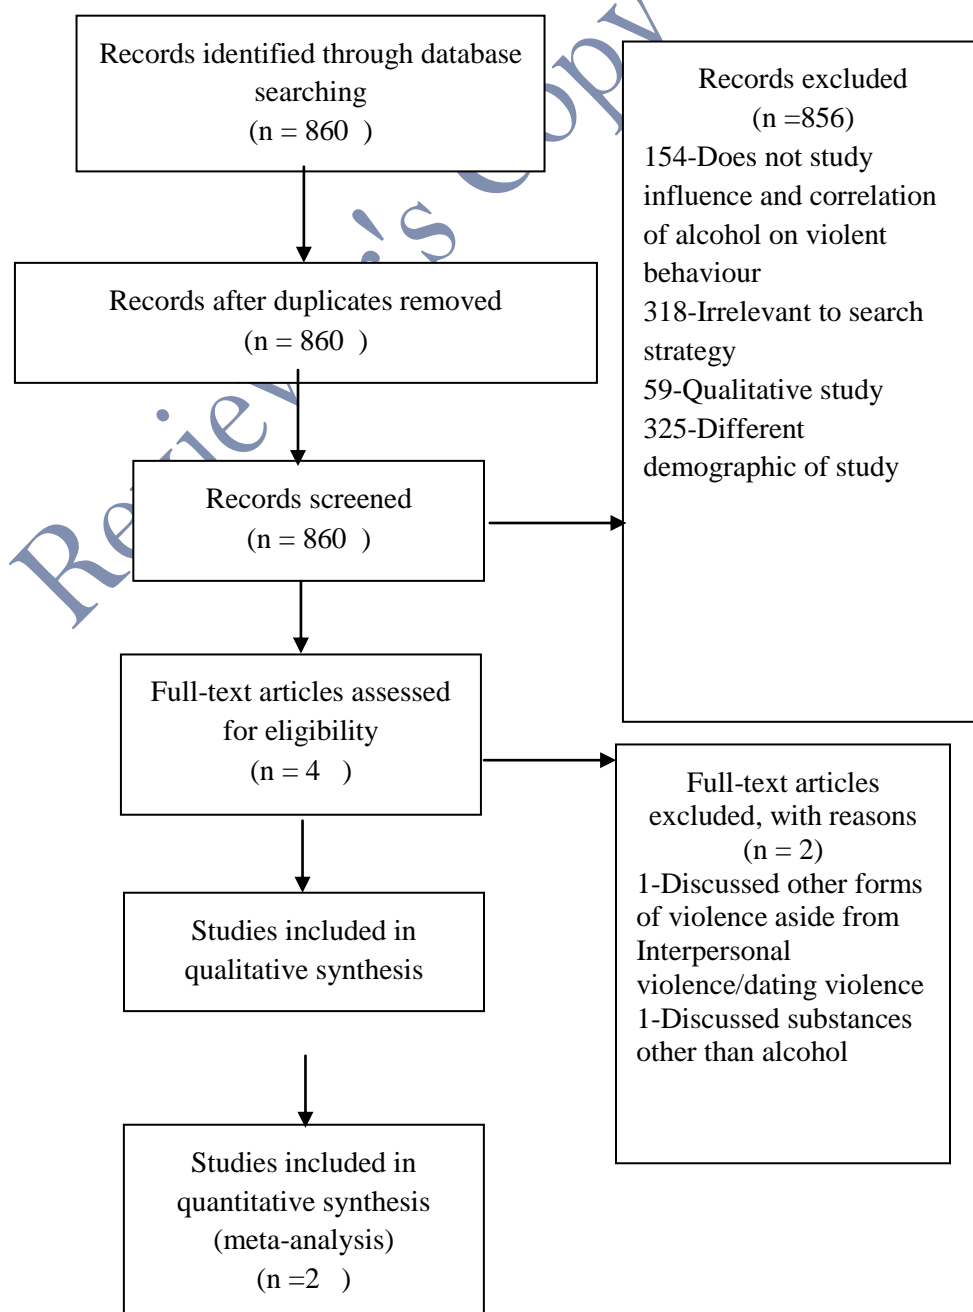 Records identified through database
searching
(n = 860 )
Records after duplicates removed
(n = 860 )
Records screened
(n = 860 )
Records excluded
(n =856)
154-Does not study
influence and correlation
of alcohol on violent
behaviour
318-Irrelevant to search
strategy
59-Qualitative study
325-Different
demographic of study
Full-text articles assessed
for eligibility
(n = 4 )
Full-text articles
excluded, with reasons
(n = 2)
1-Discussed other forms
of violence aside from
Interpersonal
violence/dating violence
1-Discussed substances
other than alcohol
Studies included in
qualitative synthesis
Studies included in
quantitative synthesis
(meta-analysis)
(n =2 )